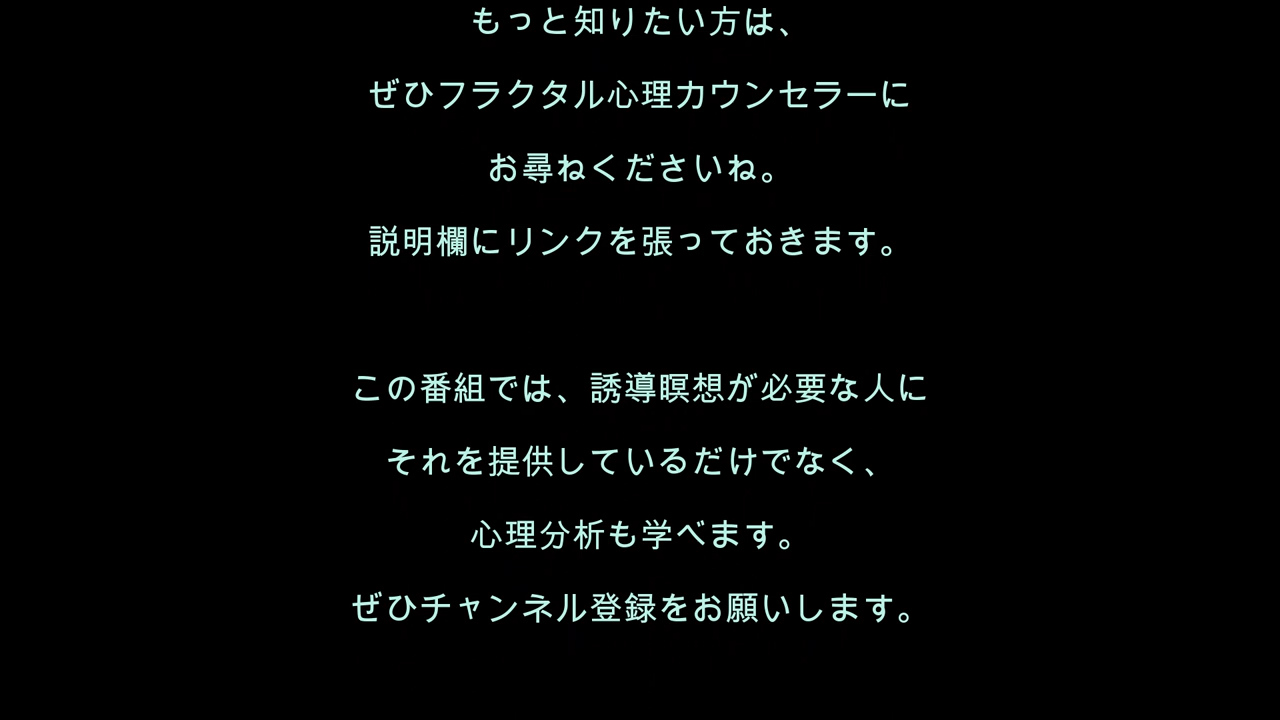 もっと知りたい方は、
ぜひフラクタル心理カウンセラーに
お尋ねくださいね。
説明欄にリンクを張っておきます。
この番組では、誘導瞑想が必要な人に
それを提供しているだけでなく、
心理分析も学べます。
ぜひチャンネル登録をお願いします。